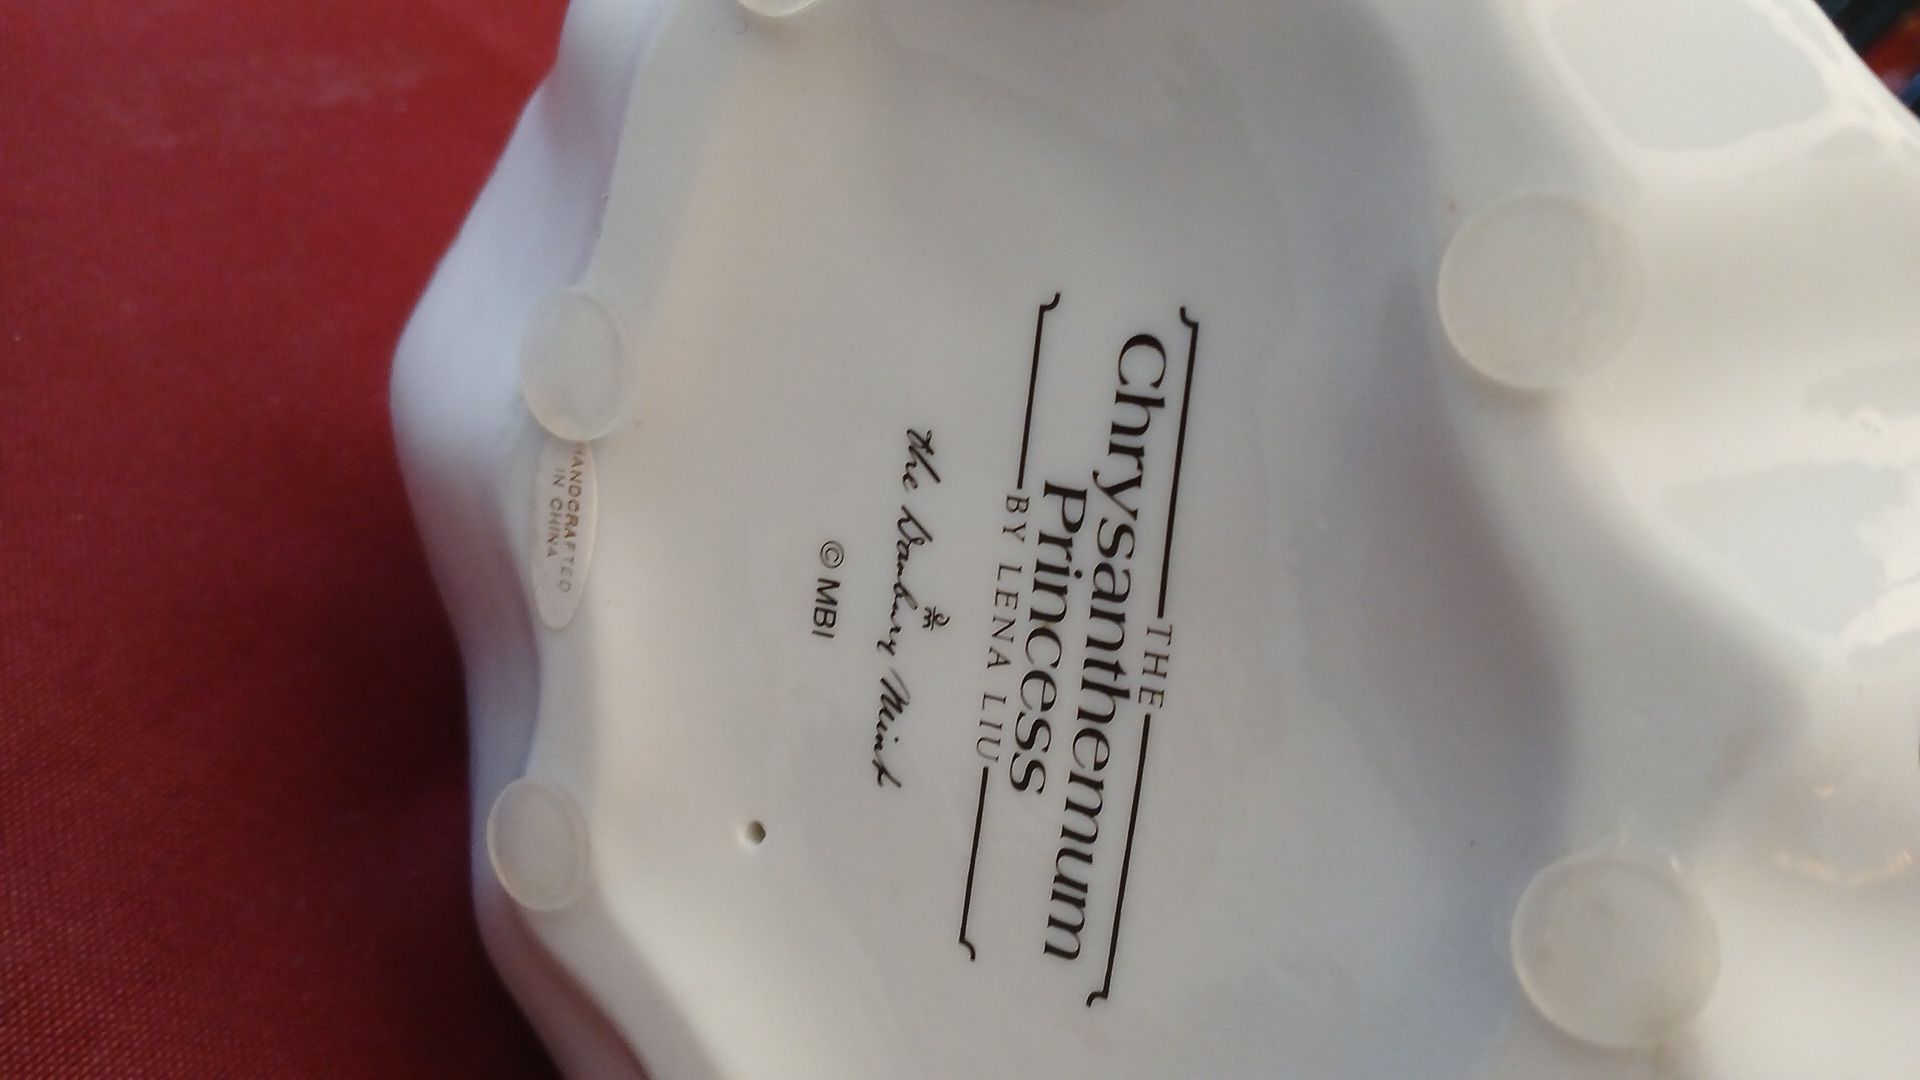 THE
Chrysanthemum
Princess
BY LENA LIU
The Danbury Mint
© MBI
HANDCRAFTED
IN CHINA